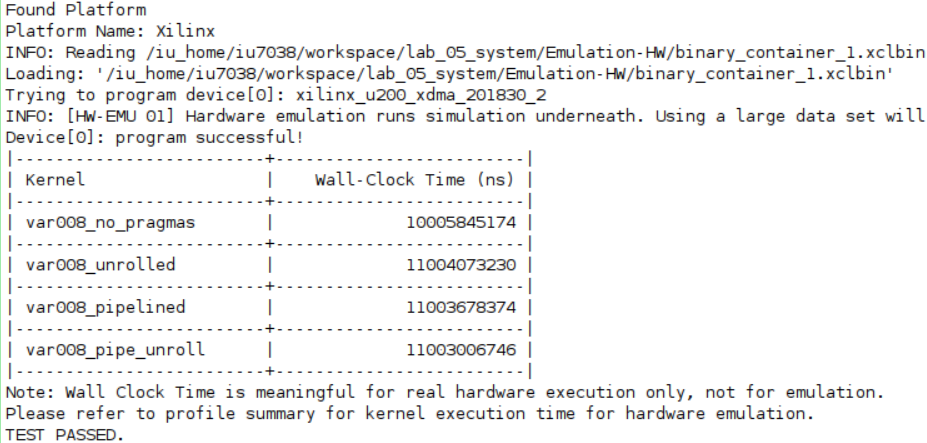 Found Platform
Platform Name: Xilinx
INFO: Reading /iu_home/iu7038/workspace/lab_05_system/Emulation-HW/binary_container_1.xclbin
Loading: '/iu_home/iu7038/workspace/lab_05_system/Emulation-HW/binary_container_1.xclbin'
Trying to program device[0]: xilinx_u200_xdma_201830_2
INFO: [HW-EMU 01] Hardware emulation runs simulation underneath. Using a large data set will
Device[0]: program successful!
|-------------------------+-------------------------|
| Kernel                  |    Wall-Clock Time (ns) |
|-------------------------+-------------------------|
| var008_no_pragmas       |             10005845174 |
|-------------------------+-------------------------|
| var008_unrolled         |             11004073230 |
|-------------------------+-------------------------|
| var008_pipelined        |             11003678374 |
|-------------------------+-------------------------|
| var008_pipe_unroll      |             11003006746 |
|-------------------------+-------------------------|
Note: Wall Clock Time is meaningful for real hardware execution only, not for emulation.
Please refer to profile summary for kernel execution time for hardware emulation.
TEST PASSED.